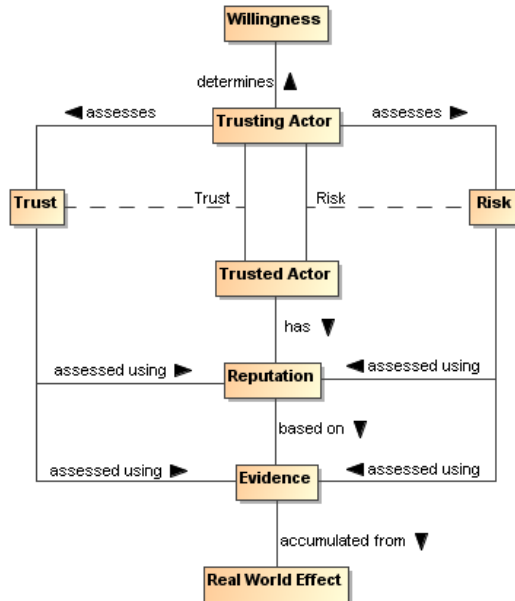 Willingness
determines
assesses
Trusting Actor
assesses
Trust
Trust
Risk
Risk
Trusted Actor
has
assessed using
Reputation
assessed using
based on
assessed using
Evidence
assessed using
accumulated from
Real World Effect